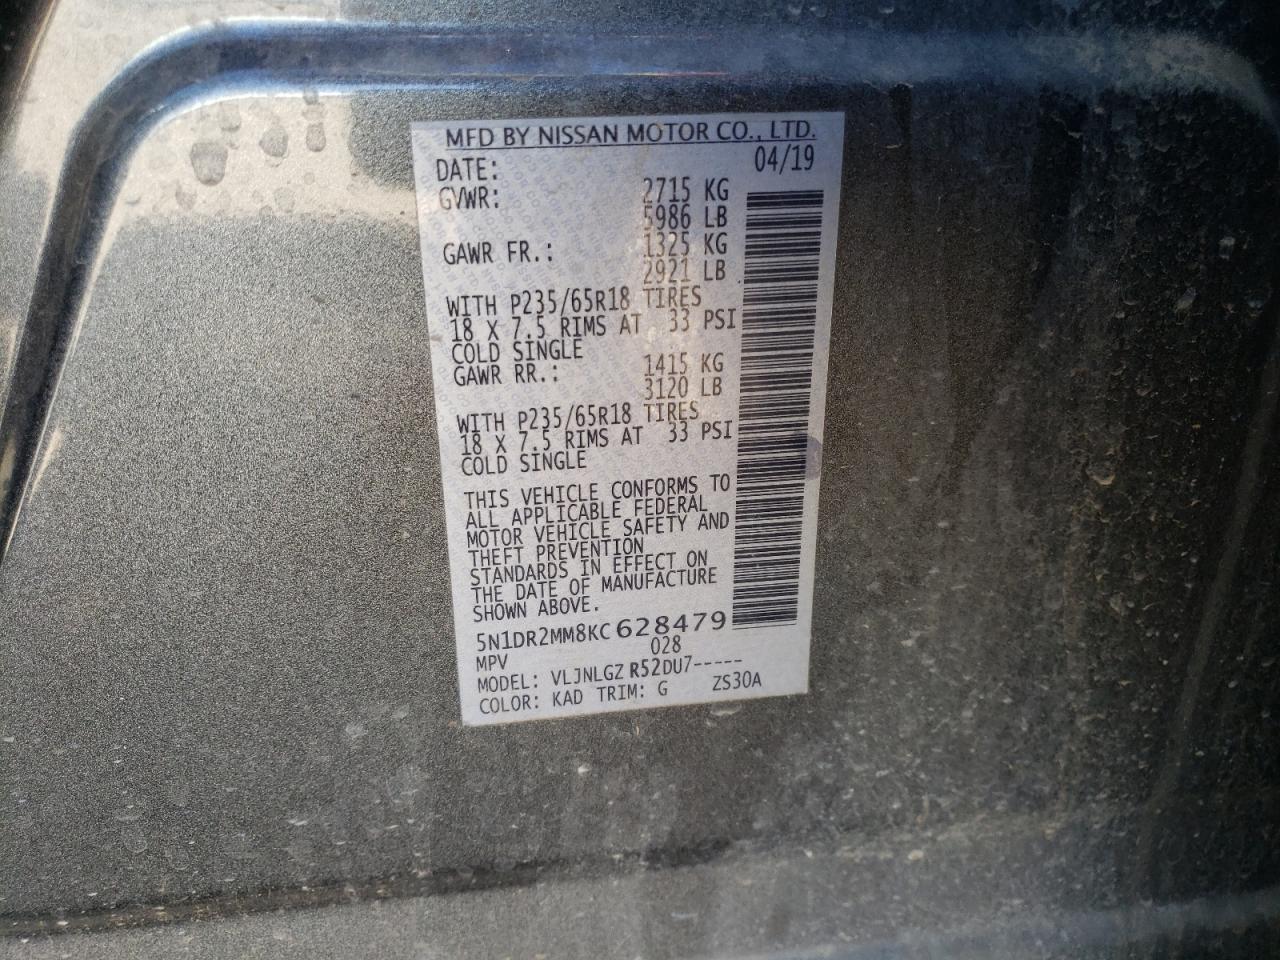 MFD BY NISSAN MOTOR CO., LTD.
DATE: 04/19
GVWR: 2715 KG
5986 LB
GAWR FR.: 1325 KG
2921 LB
WITH P235/65R18 TIRES
18 X 7.5 RIMS AT 33 PSI
COLD SINGLE
GAWR RR.: 1415 KG
3120 LB
WITH P235/65R18 TIRES
18 X 7.5 RIMS AT 33 PSI
COLD SINGLE
THIS VEHICLE CONFORMS TO
ALL APPLICABLE FEDERAL
MOTOR VEHICLE SAFETY AND
THEFT PREVENTION
STANDARDS IN EFFECT ON
THE DATE OF MANUFACTURE
SHOWN ABOVE.
5N1DR2MM8KC628479
MPV 028
MODEL: VLJNLGZ R52DU7-----
COLOR: KAD TRIM: G ZS30A